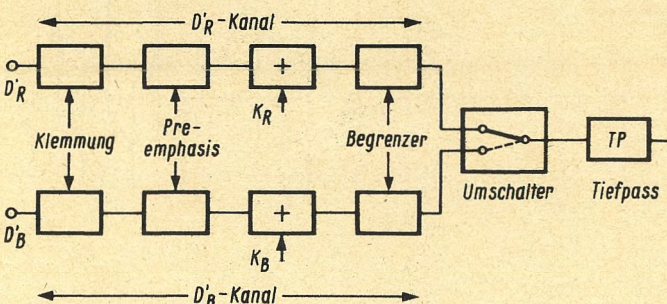 D'R-Kanal
D'R
+
KR
Klemmung
Pre-
emphasis
Begrenzer
TP
Umschalter
Tiefpass
D'B
+
KB
D'B-Kanal